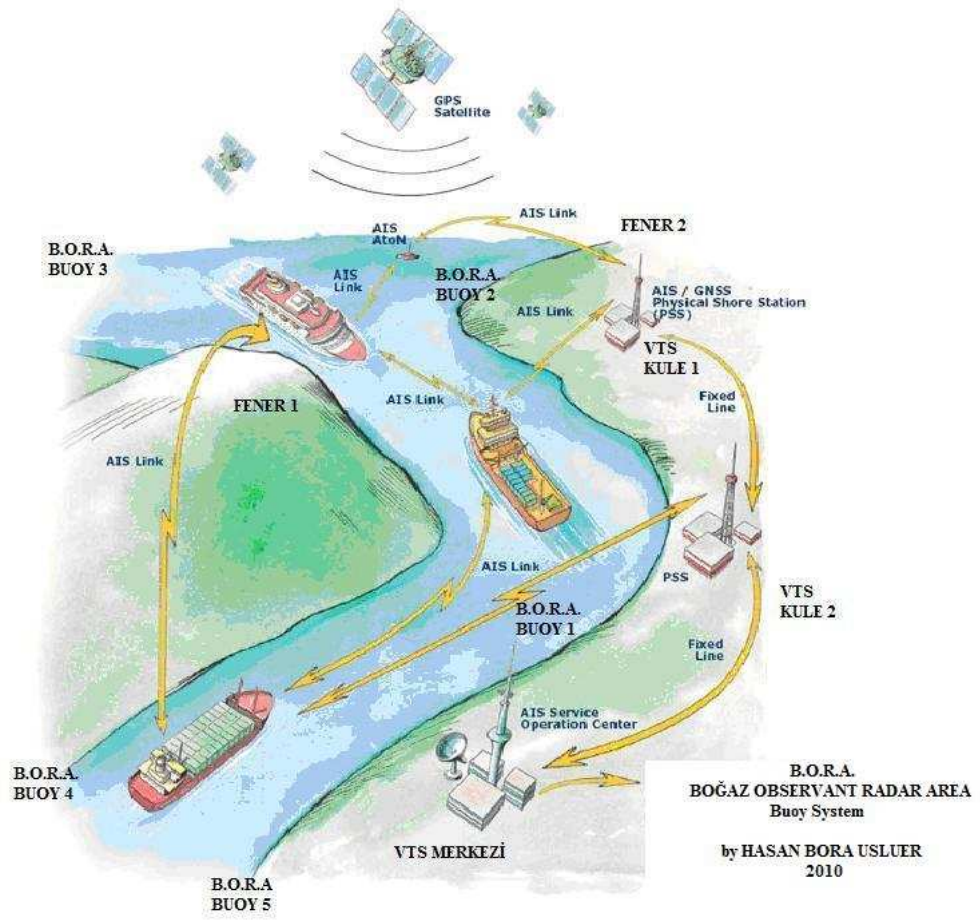 GPS
Satellite
AIS Link
AIS
AtoN
FENER 2
B.O.R.A.
BUOY 3
AIS
Link
B.O.R.A.
BUOY 2
AIS / GNSS
Physical Shore Station
(PSS)
AIS Link
VTS
KULE 1
FENER 1
AIS Link
Fixed
Line
AIS Link
PSS
AIS Link
VTS
KULE 2
B.O.R.A.
BUOY 1
Fixed
Line
AIS Service
Operation Center
B.O.R.A.
BUOY 4
B.O.R.A.
BOĞAZ OBSERVANT RADAR AREA
Buoy System
by HASAN BORA USLUER
2010
VTS MERKEZİ
B.O.R.A
BUOY 5